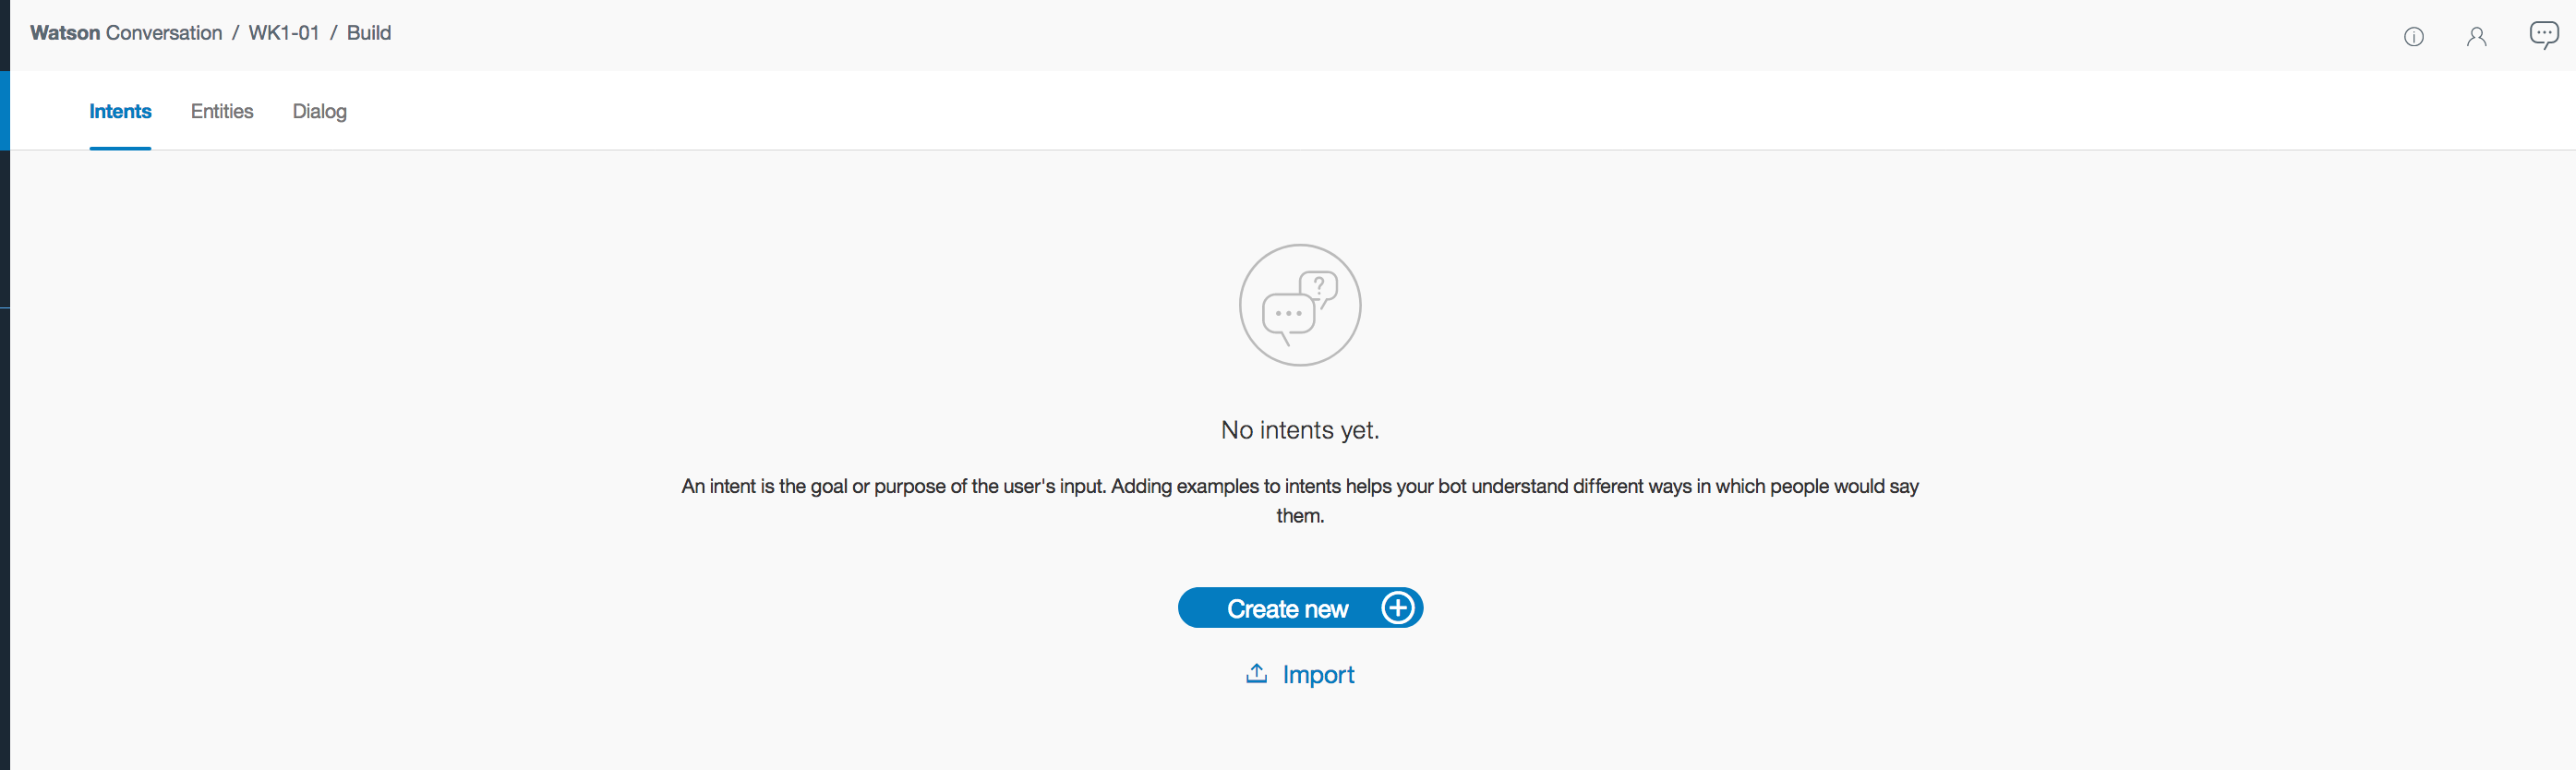 Watson Conversation / WK1-01 / Build
Intents Entities Dialog
No intents yet.
An intent is the goal or purpose of the user's input. Adding examples to intents helps your bot understand different ways in which people would say
them.
Create new
Import